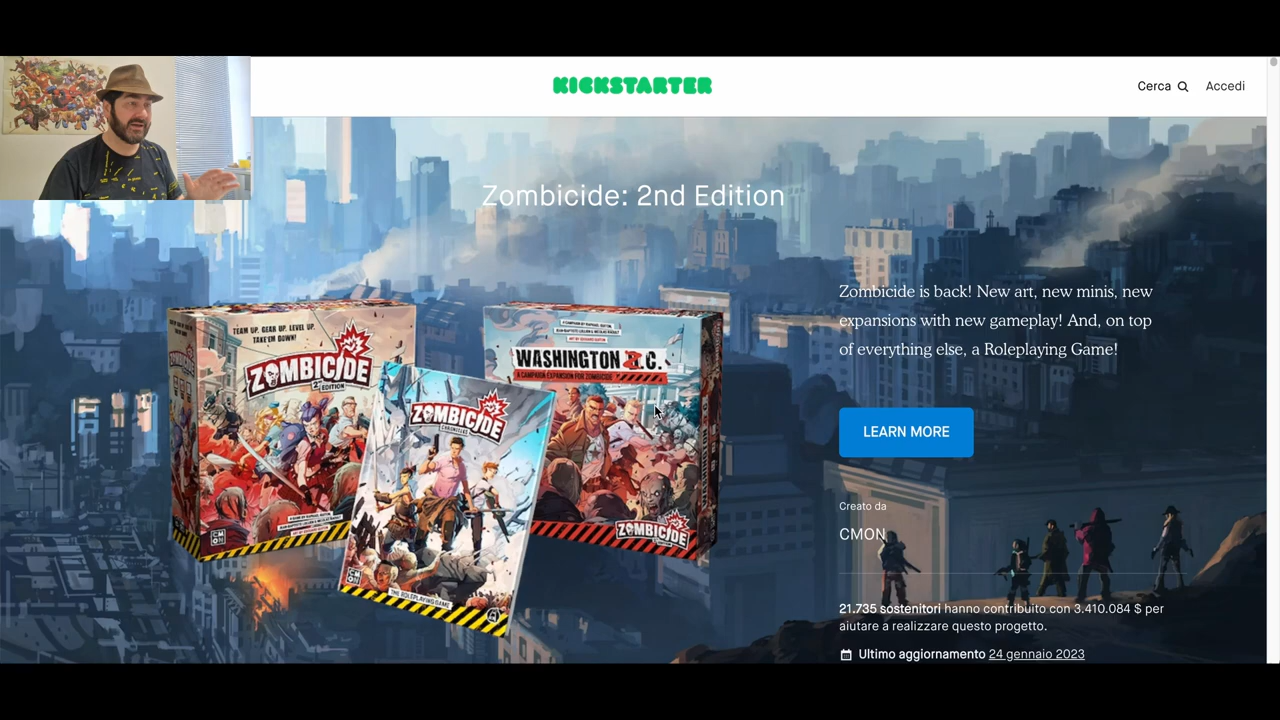 KICKSTARTER
Cerca
Accedi
Zombicide: 2nd Edition
TEAM UP. GEAR UP. LEVEL UP.
TAKE'EM DOWN!
ZOMBICIDE
2ND EDITION
CMON
ZOMBICIDE
CHRONICLES
CMON
THE ROLEPLAYING GAME
WASHINGTON Z.C.
A CAMPAIGN EXPANSION FOR ZOMBICIDE
ZOMBICIDE
Zombicide is back! New art, new minis, new
expansions with new gameplay! And, on top
of everything else, a Roleplaying Game!
LEARN MORE
Creato da
CMON
21.735 sostenitori hanno contribuito con 3.410.084 $ per
aiutare a realizzare questo progetto.
Ultimo aggiornamento 24 gennaio 2023